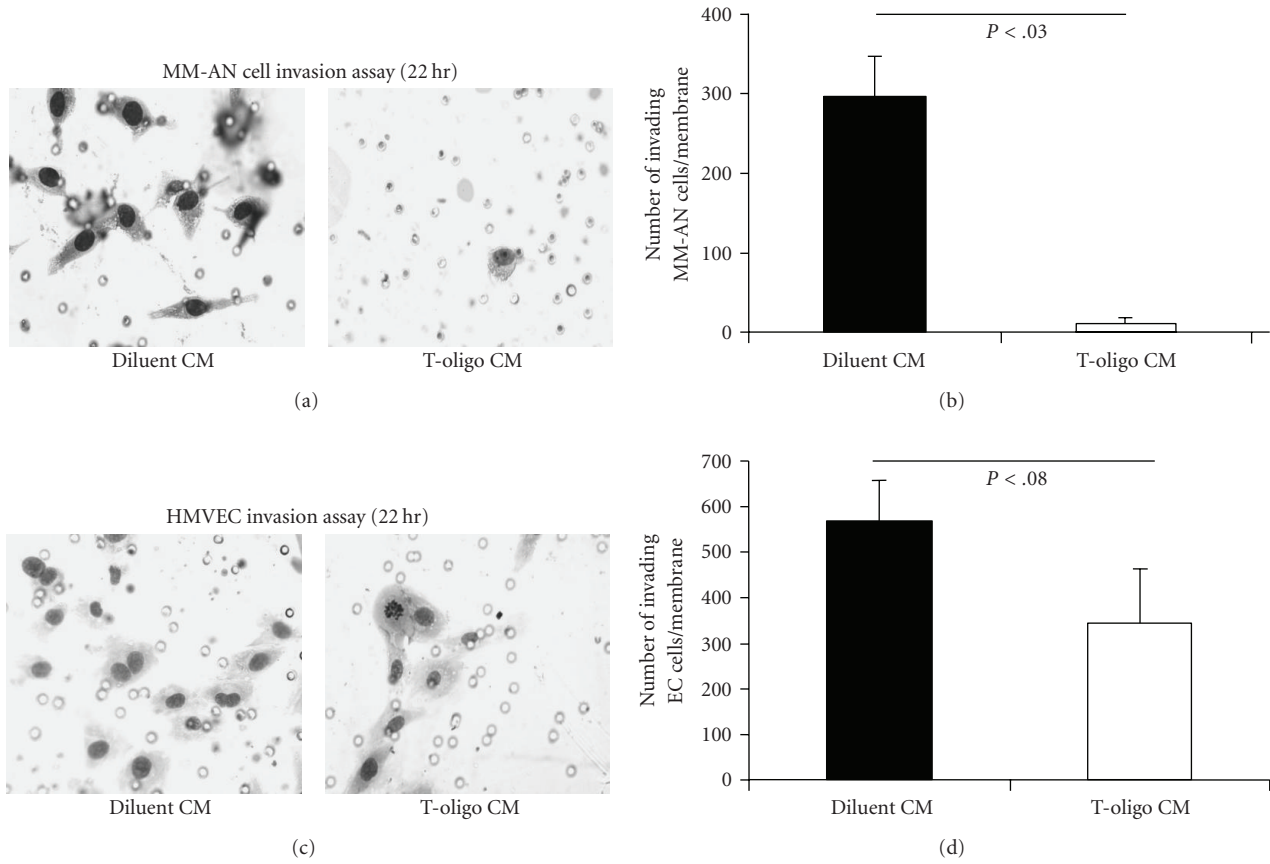 MM-AN cell invasion assay (22 hr)
Diluent CM
T-oligo CM
(a)
Number of invading
MM-AN cells/membrane
400
300
200
100
0
P < .03
Diluent CM
T-oligo CM
(b)
HMVEC invasion assay (22 hr)
Diluent CM
T-oligo CM
(c)
Number of invading
EC cells/membrane
700
600
500
400
300
200
100
0
P < .08
Diluent CM
T-oligo CM
(d)